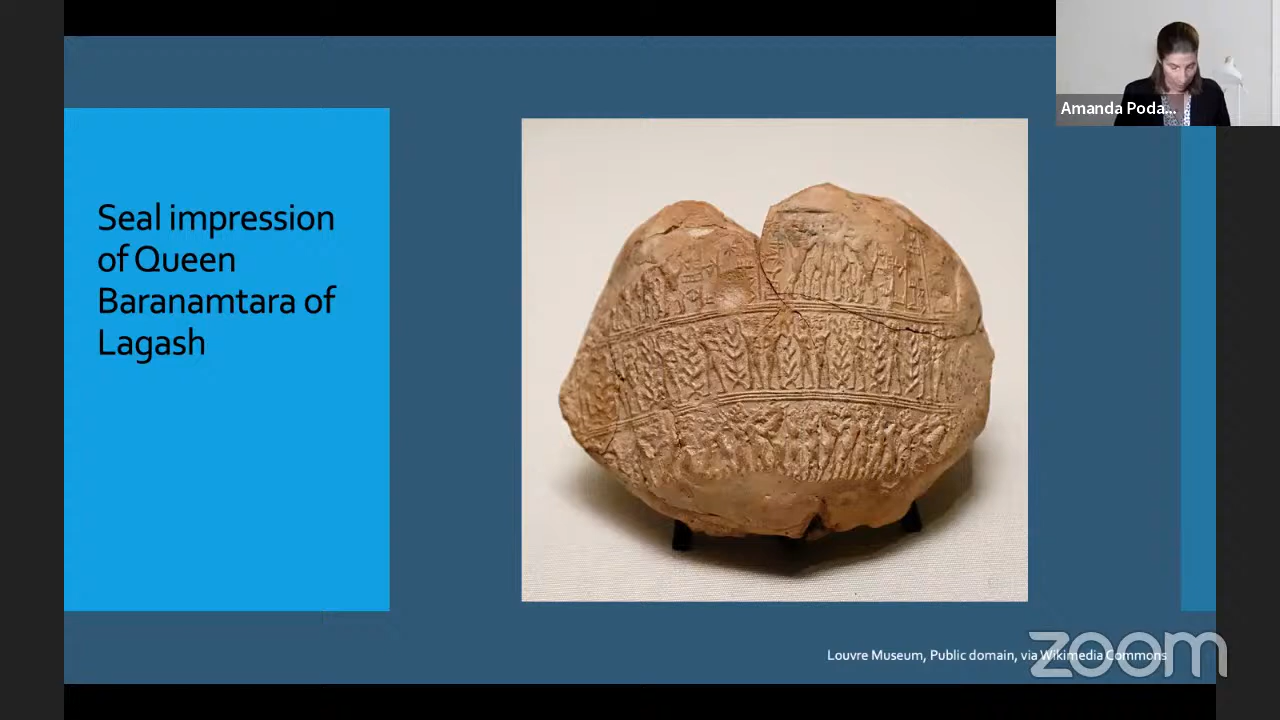 Amanda Poda...
Seal impression
of Queen
Baranamtara of
Lagash
Louvre Museum, Public domain, via Wikimedia Commons
zoom